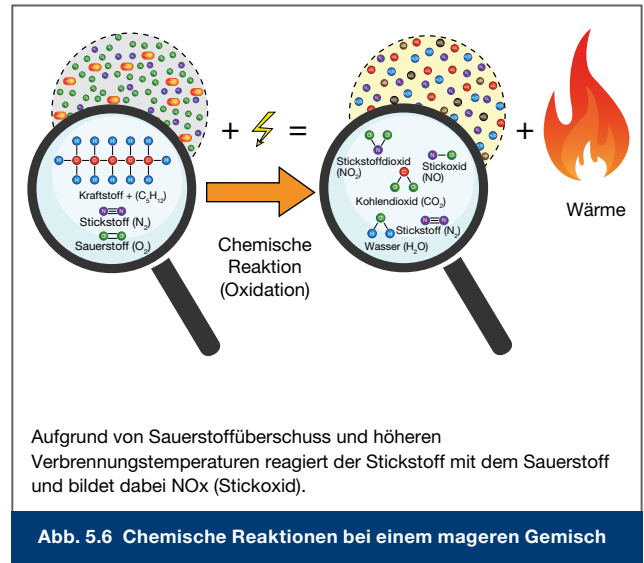 + =
+
Kraftstoff + (C₅H₁₂)
Stickstoff (N₂)
Sauerstoff (O₂)
Chemische
Reaktion
(Oxidation)
Stickstoffdioxid
(NO₂)
Stickoxid
(NO)
Kohlendioxid (CO₂)
Stickstoff (N₂)
Wasser (H₂O)
Wärme
Aufgrund von Sauerstoffüberschuss und höheren
Verbrennungstemperaturen reagiert der Stickstoff mit dem Sauerstoff
und bildet dabei NOx (Stickoxid).
Abb. 5.6 Chemische Reaktionen bei einem mageren Gemisch